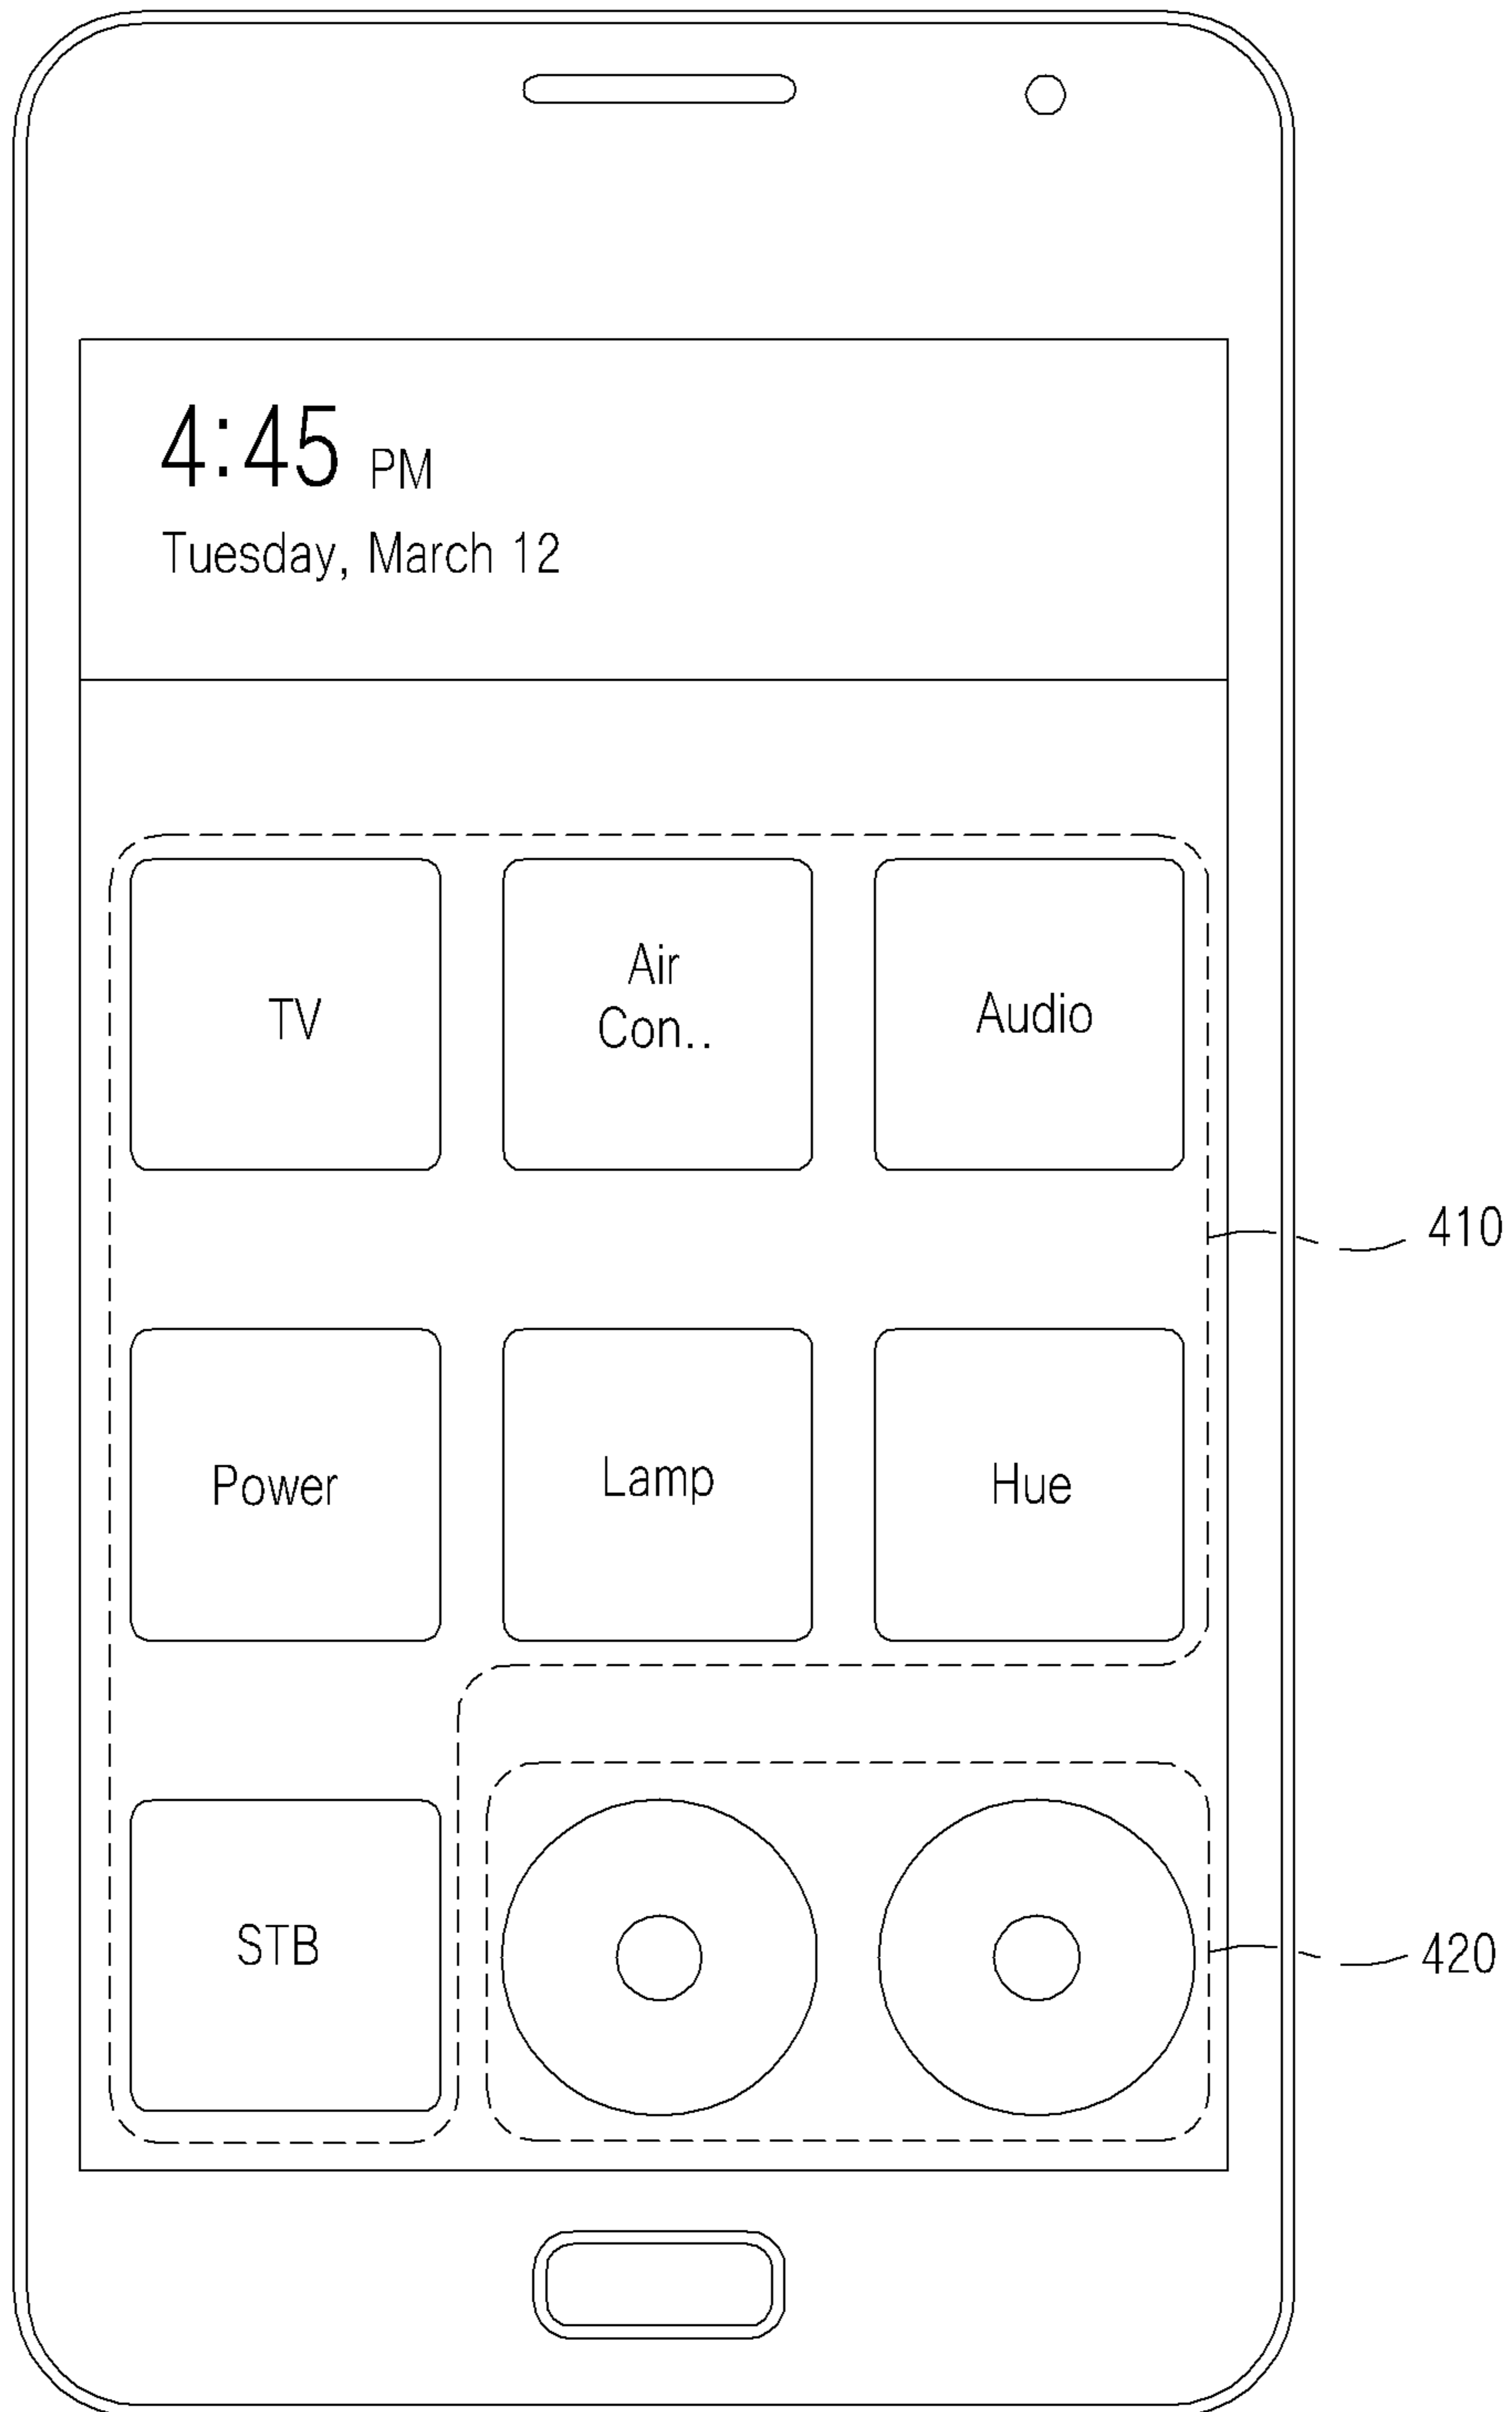 4:45 PM
Tuesday, March 12
TV
Air
Con..
Audio
410
Power
Lamp
Hue
STB
420